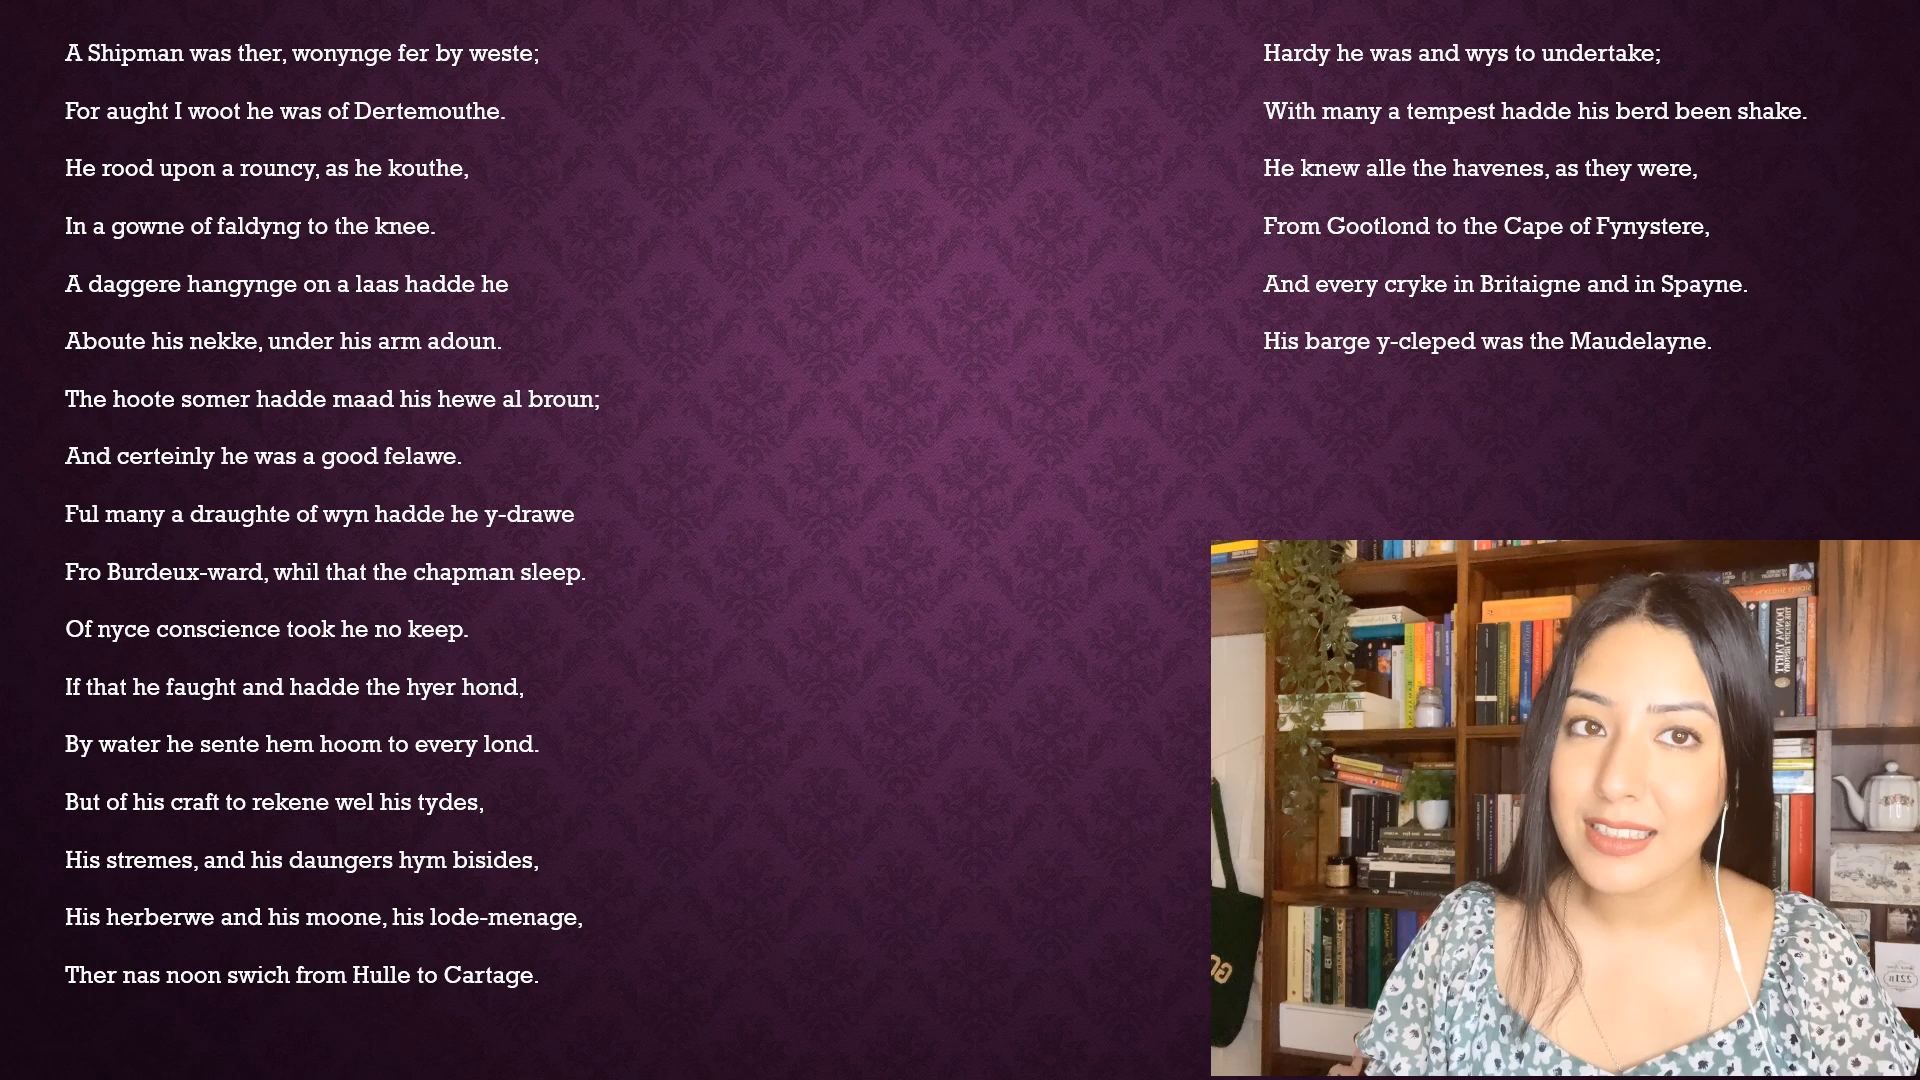 A Shipman was ther, wonynge fer by weste;
For aught I woot he was of Dertemouthe.
He rood upon a rouncy, as he kouthe,
In a gowne of faldyng to the knee.
A daggere hangynge on a laas hadde he
Aboute his nekke, under his arm adoun.
The hoote somer hadde maad his hewe al broun;
And certeinly he was a good felawe.
Ful many a draughte of wyn hadde he y-drawe
Fro Burdeux-ward, whil that the chapman sleep.
Of nyce conscience took he no keep.
If that he faught and hadde the hyer hond,
By water he sente hem hoom to every lond.
But of his craft to rekene wel his tydes,
His stremes, and his daungers hym bisides,
His herberwe and his moone, his lode-menage,
Ther nas noon swich from Hulle to Cartage.
Hardy he was and wys to undertake;
With many a tempest hadde his berd been shake.
He knew alle the havenes, as they were,
From Gootlond to the Cape of Fynystere,
And every cryke in Britaigne and in Spayne.
His barge y-cleped was the Maudelayne.
DONNA TARTT
221B